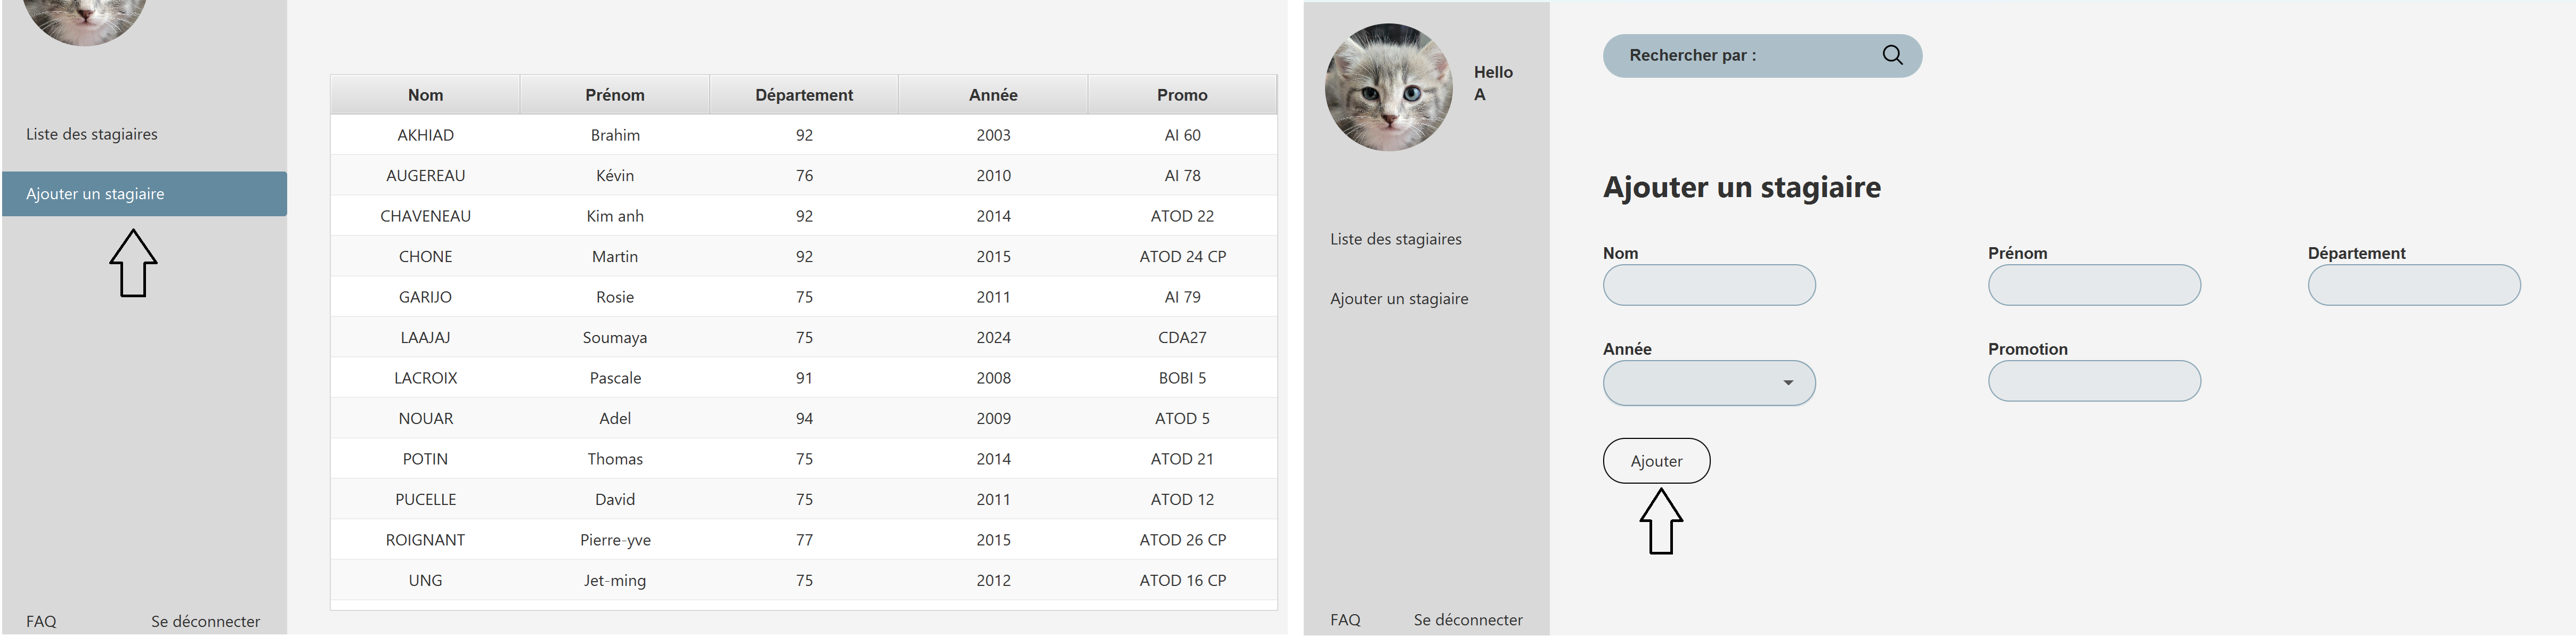 Liste des stagiaires
Ajouter un stagiaire
FAQ Se déconnecter
Nom Prénom Département Année Promo
AKHIAD Brahim 92 2003 AI 60
AUGEREAU Kévin 76 2010 AI 78
CHAVENEAU Kim anh 92 2014 ATOD 22
CHONE Martin 92 2015 ATOD 24 CP
GARIJO Rosie 75 2011 AI 79
LAAJAJ Soumaya 75 2024 CDA27
LACROIX Pascale 91 2008 BOBI 5
NOUAR Adel 94 2009 ATOD 5
POTIN Thomas 75 2014 ATOD 21
PUCELLE David 75 2011 ATOD 12
ROIGNANT Pierre-yve 77 2015 ATOD 26 CP
UNG Jet-ming 75 2012 ATOD 16 CP
Hello
A
Liste des stagiaires
Ajouter un stagiaire
FAQ Se déconnecter
Rechercher par :
Ajouter un stagiaire
Nom Prénom Département
Année Promotion
Ajouter